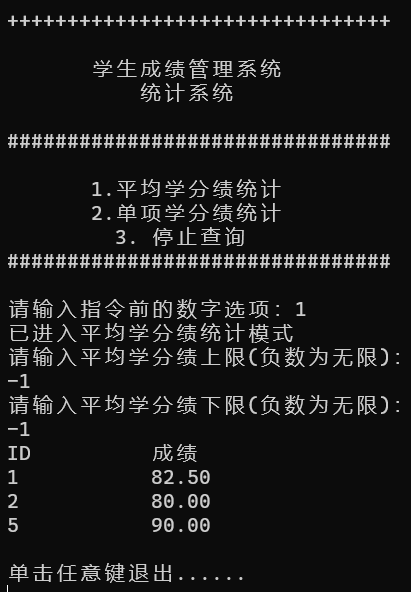 ++++++++++++++++++++++++++++++++
学生成绩管理系统
统计系统
################################
1.平均学分绩统计
2.单项学分绩统计
3. 停止查询
################################
请输入指令前的数字选项: 1
已进入平均学分绩统计模式
请输入平均学分绩上限(负数为无限):
-1
请输入平均学分绩下限(负数为无限):
-1
ID 成绩
1 82.50
2 80.00
5 90.00
单击任意键退出......